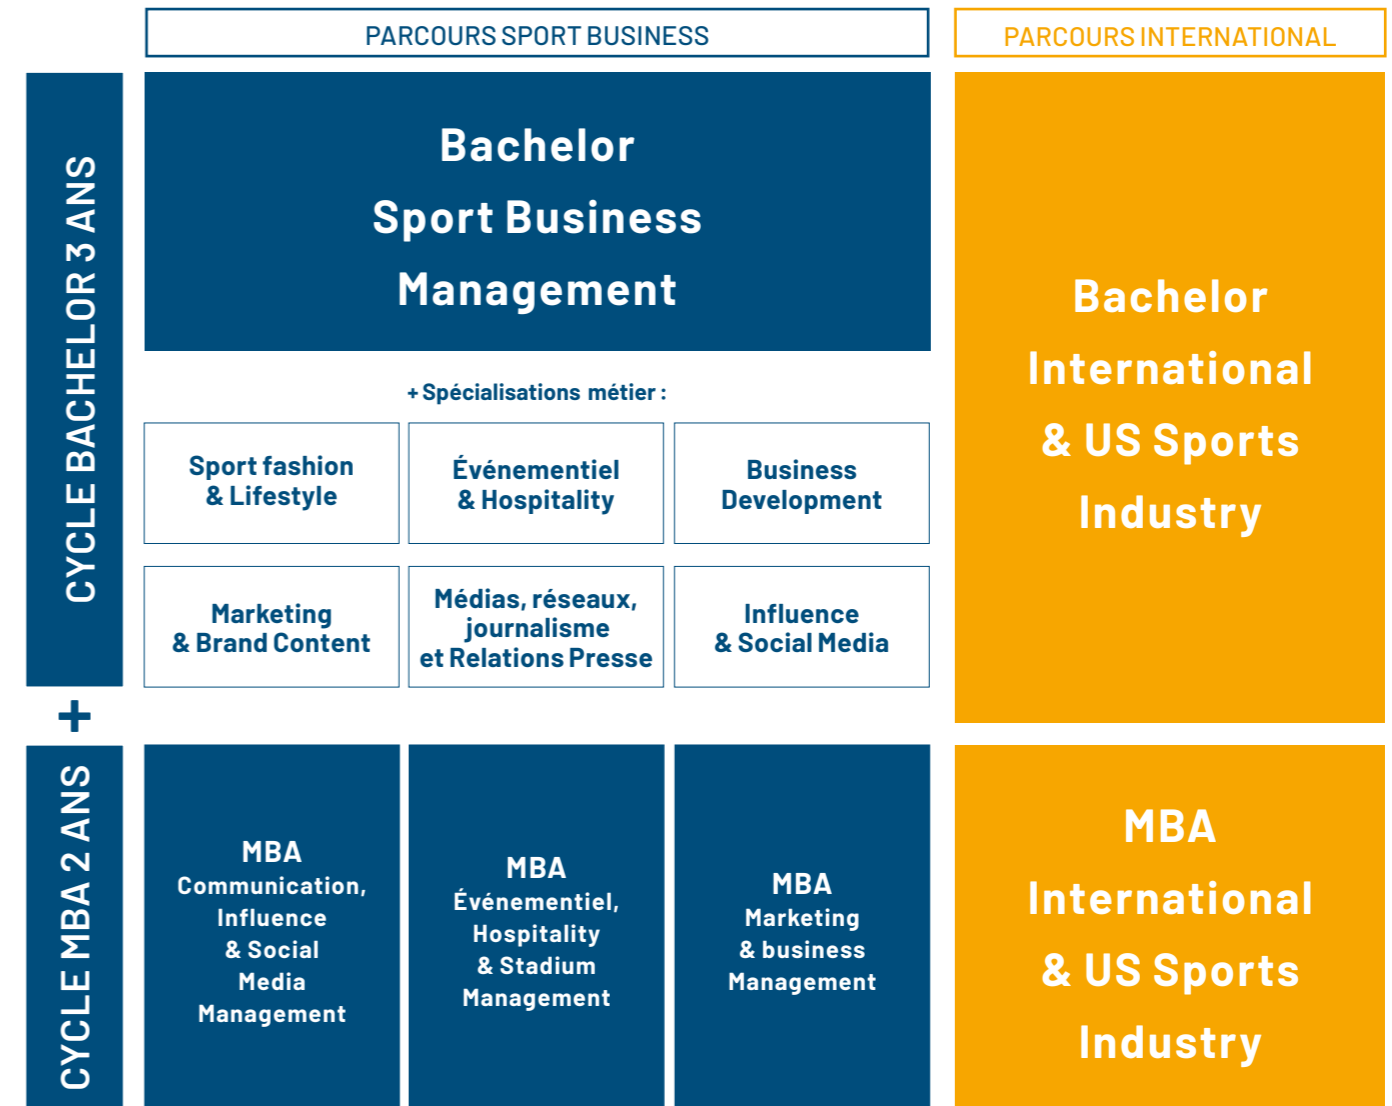 PARCOURS SPORT BUSINESS
PARCOURS INTERNATIONAL
CYCLE BACHELOR 3 ANS
Bachelor
Sport Business
Management
+ Spécialisations métier :
Sport fashion
& Lifestyle
Événementiel
& Hospitality
Business
Development
Marketing
& Brand Content
Médias, réseaux,
journalisme
et Relations Presse
Influence
& Social Media
Bachelor
International
& US Sports
Industry
+
CYCLE MBA 2 ANS
MBA
Communication,
Influence
& Social
Media
Management
MBA
Événementiel,
Hospitality
& Stadium
Management
MBA
Marketing
& business
Management
MBA
International
& US Sports
Industry